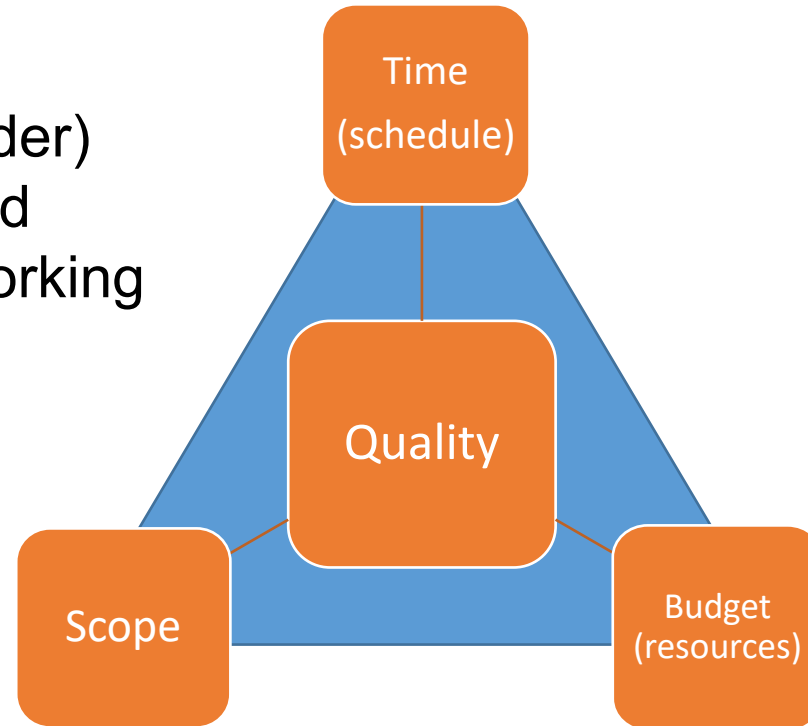 der)
d
orking
Time
(schedule)
Quality
Scope
Budget
(resources)